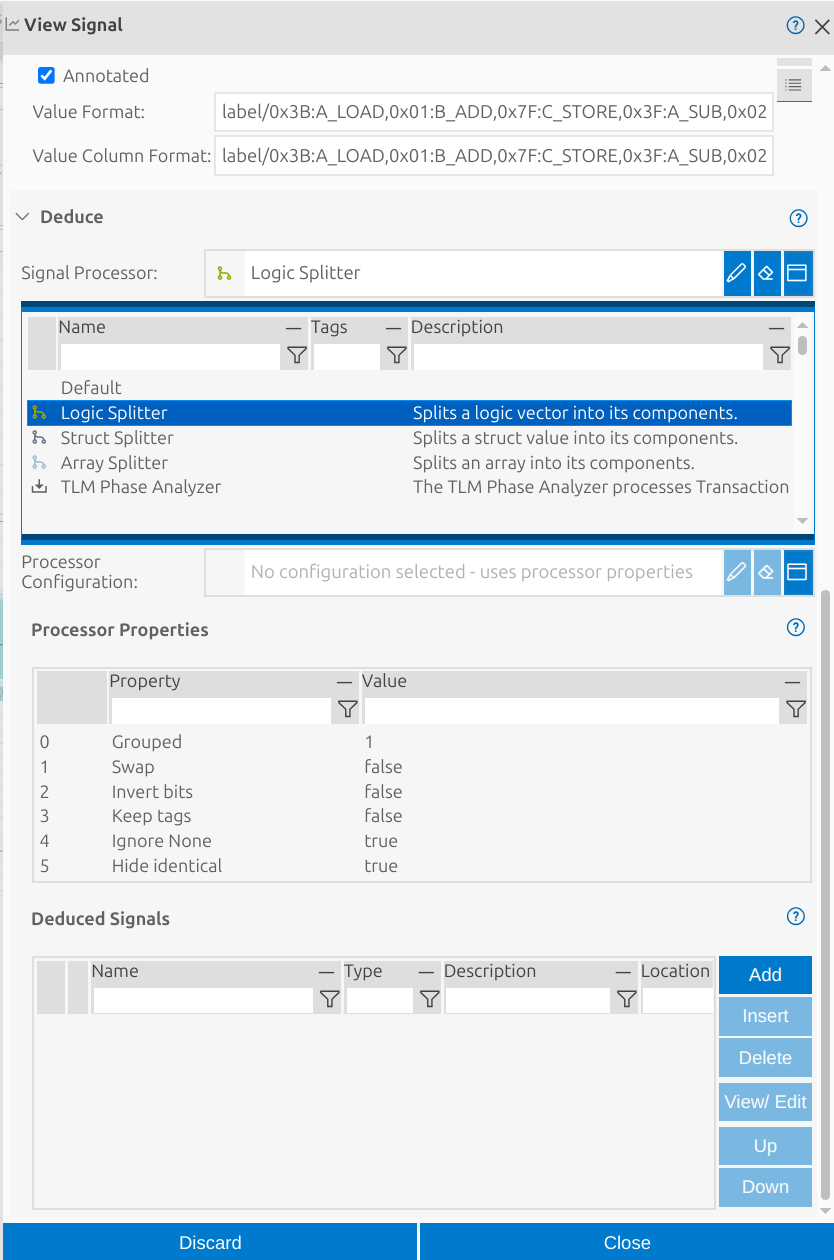 View Signal
Annotated
Value Format: label/0x3B:A_LOAD,0x01:B_ADD,0x7F:C_STORE,0x3F:A_SUB,0x02
Value Column Format: label/0x3B:A_LOAD,0x01:B_ADD,0x7F:C_STORE,0x3F:A_SUB,0x02
Deduce
Signal Processor: Logic Splitter
Name Tags Description
Default
Logic Splitter Splits a logic vector into its components.
Struct Splitter Splits a struct value into its components.
Array Splitter Splits an array into its components.
TLM Phase Analyzer The TLM Phase Analyzer processes Transaction
Processor
Configuration: No configuration selected - uses processor properties
Processor Properties
Property Value
0 Grouped 1
1 Swap false
2 Invert bits false
3 Keep tags false
4 Ignore None true
5 Hide identical true
Deduced Signals
Name Type Description Location
Add
Insert
Delete
View/ Edit
Up
Down
Discard Close